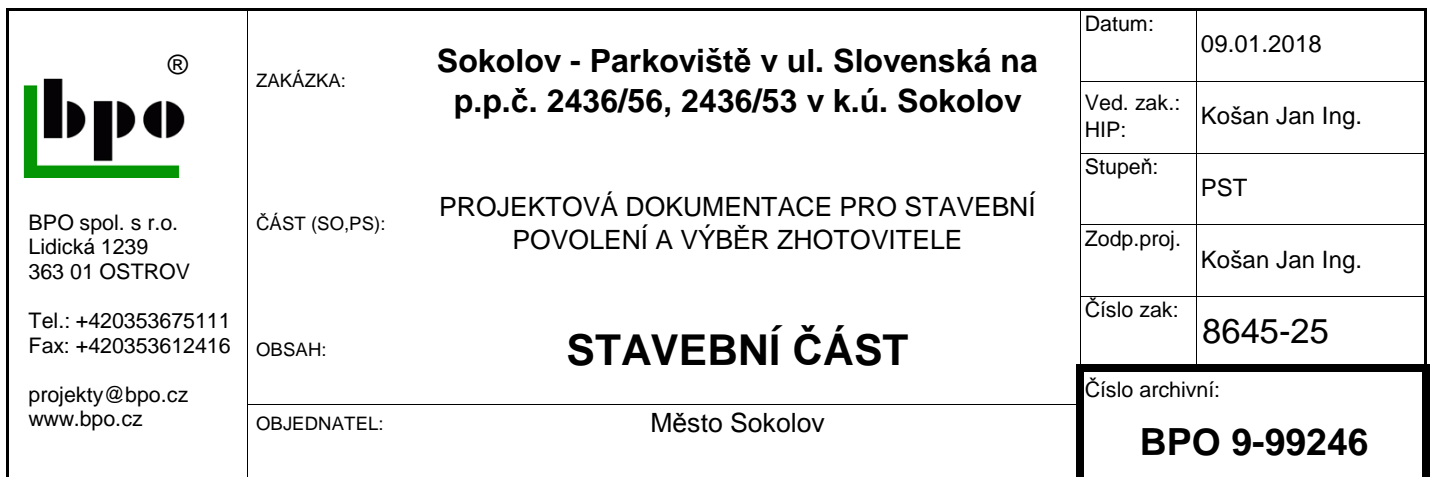 ®
bpo
BPO spol. s r.o.
Lidická 1239
363 01 OSTROV
Tel.: +420353675111
Fax: +420353612416
projekty@bpo.cz
www.bpo.cz
ZAKÁZKA:
Sokolov - Parkoviště v ul. Slovenská na
p.p.č. 2436/56, 2436/53 v k.ú. Sokolov
ČÁST (SO,PS):
PROJEKTOVÁ DOKUMENTACE PRO STAVEBNÍ
POVOLENÍ A VÝBĚR ZHOTOVITELE
OBSAH:
STAVEBNÍ ČÁST
OBJEDNATEL:
Město Sokolov
Datum:
09.01.2018
Ved. zak.:
HIP:
Košan Jan Ing.
Stupeň:
PST
Zodp.proj.
Košan Jan Ing.
Číslo zak:
8645-25
Číslo archivní:
BPO 9-99246